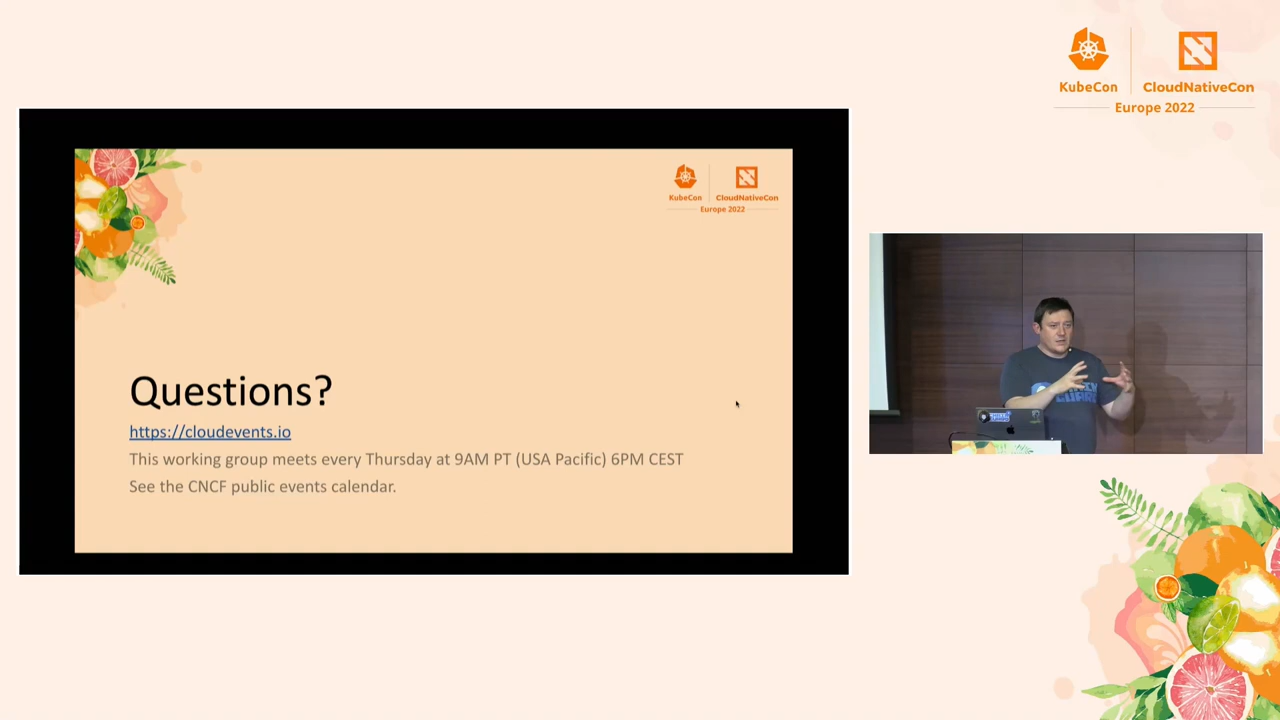 KubeCon
CloudNativeCon
Europe 2022
KubeCon
CloudNativeCon
Europe 2022
Questions?
https://cloudevents.io
This working group meets every Thursday at 9AM PT (USA Pacific) 6PM CEST
See the CNCF public events calendar.